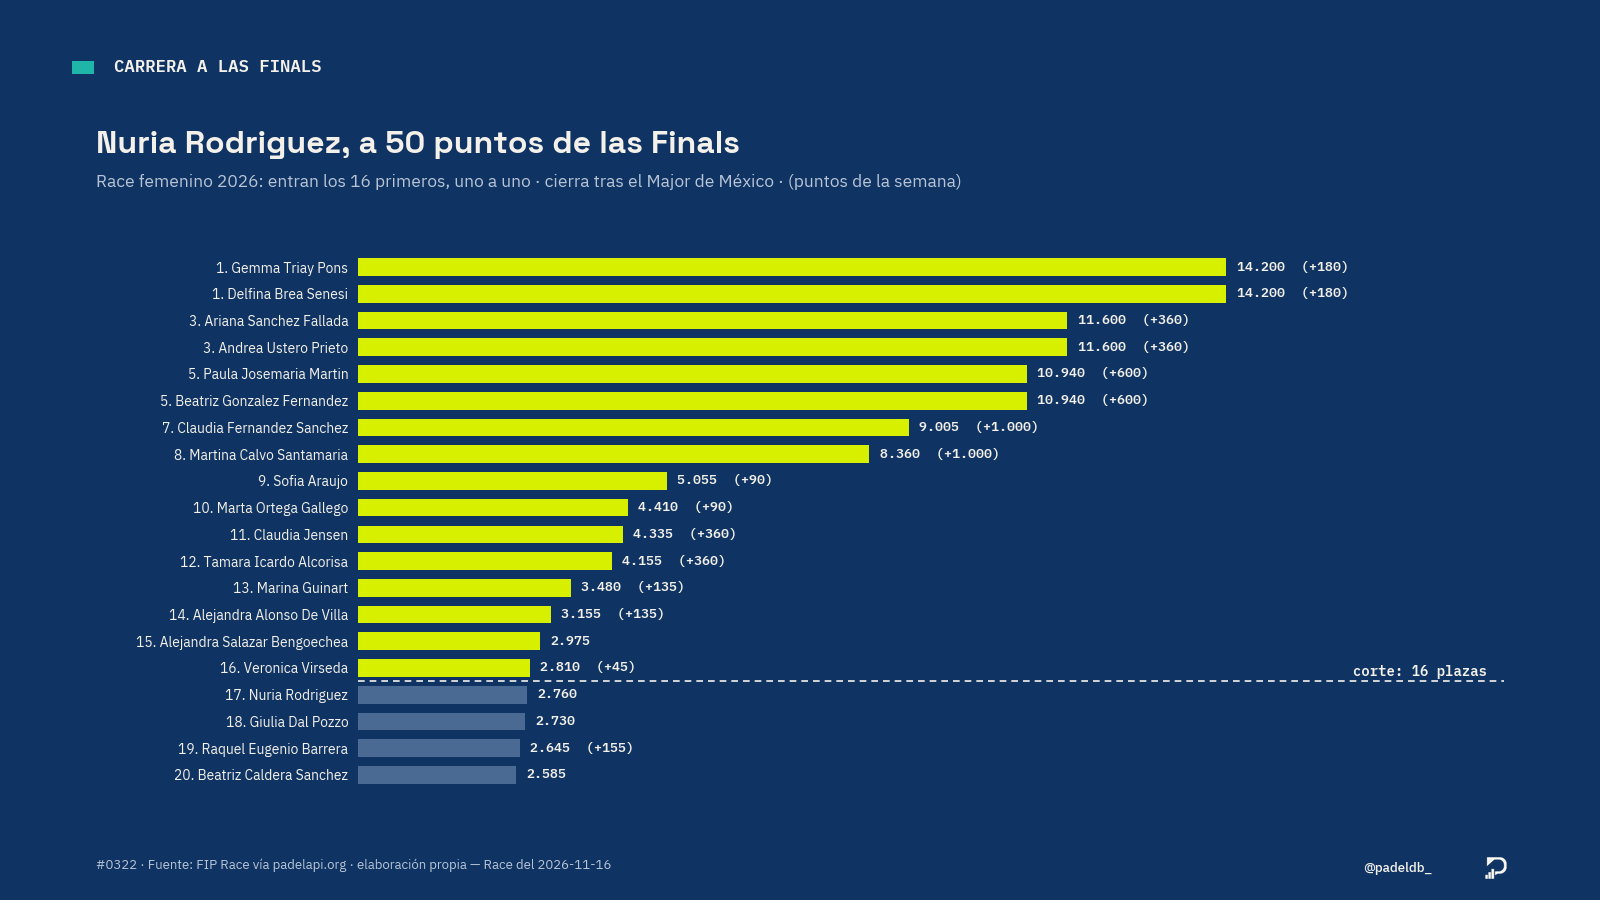 CARRERA A LAS FINALS
Nuria Rodriguez, a 50 puntos de las Finals
Race femenino 2026: entran los 16 primeros, uno a uno · cierra tras el Major de México · (puntos de la semana)
1. Gemma Triay Pons 14.200 (+180)
1. Delfina Brea Senesi 14.200 (+180)
3. Ariana Sanchez Fallada 11.600 (+360)
3. Andrea Ustero Prieto 11.600 (+360)
5. Paula Josemaria Martin 10.940 (+600)
5. Beatriz Gonzalez Fernandez 10.940 (+600)
7. Claudia Fernandez Sanchez 9.005 (+1.000)
8. Martina Calvo Santamaria 8.360 (+1.000)
9. Sofia Araujo 5.055 (+90)
10. Marta Ortega Gallego 4.410 (+90)
11. Claudia Jensen 4.335 (+360)
12. Tamara Icardo Alcorisa 4.155 (+360)
13. Marina Guinart 3.480 (+135)
14. Alejandra Alonso De Villa 3.155 (+135)
15. Alejandra Salazar Bengoechea 2.975
16. Veronica Virseda 2.810 (+45)
corte: 16 plazas
17. Nuria Rodriguez 2.760
18. Giulia Dal Pozzo 2.730
19. Raquel Eugenio Barrera 2.645 (+155)
20. Beatriz Caldera Sanchez 2.585
#0322 · Fuente: FIP Race vía padelapi.org · elaboración propia — Race del 2026-11-16
@padeldb_